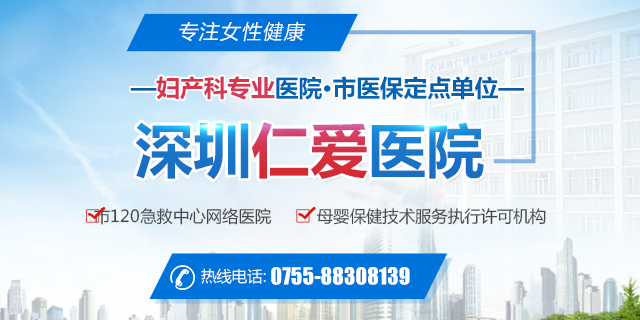 专注女性健康
—妇产科专业医院·市医保定点单位—
深圳仁爱医院
市120急救中心网络医院 母婴保健技术服务执行许可机构
热线电话: 0755-88308139